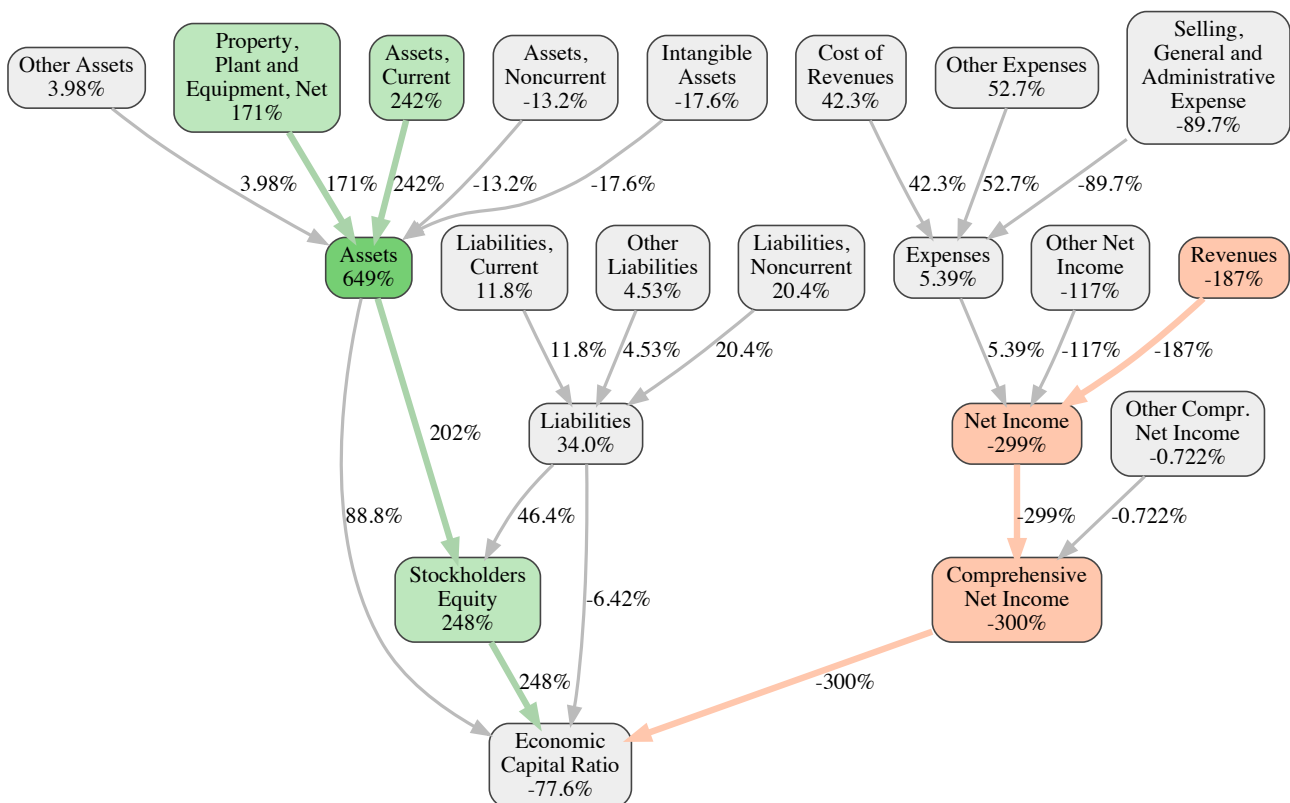 Other Assets
3.98%
Property,
Plant and
Equipment, Net
171%
Assets,
Current
242%
Assets,
Noncurrent
-13.2%
Intangible
Assets
-17.6%
Cost of
Revenues
42.3%
Other Expenses
52.7%
Selling,
General and
Administrative
Expense
-89.7%
3.98%
171%
242%
-13.2%
-17.6%
42.3%
52.7%
-89.7%
Assets
649%
Liabilities,
Current
11.8%
Other
Liabilities
4.53%
Liabilities,
Noncurrent
20.4%
Expenses
5.39%
Other Net
Income
-117%
Revenues
-187%
11.8%
4.53%
20.4%
5.39%
-117%
-187%
Liabilities
34.0%
Net Income
-299%
Other Compr.
Net Income
-0.722%
202%
88.8%
46.4%
-299%
-0.722%
Stockholders
Equity
248%
-6.42%
Comprehensive
Net Income
-300%
248%
-300%
Economic
Capital Ratio
-77.6%